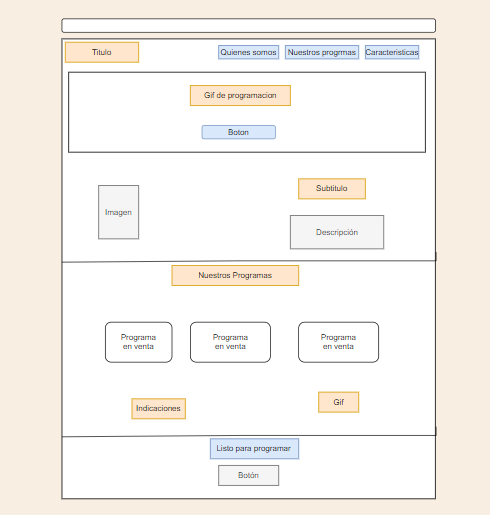 Titulo
Quienes somos
Nuestros progrmas
Caracteristicas
Gif de programacion
Boton
Imagen
Subtitulo
Descripción
Nuestros Programas
Programa
en venta
Programa
en venta
Programa
en venta
Indicaciones
Gif
Listo para programar
Botón